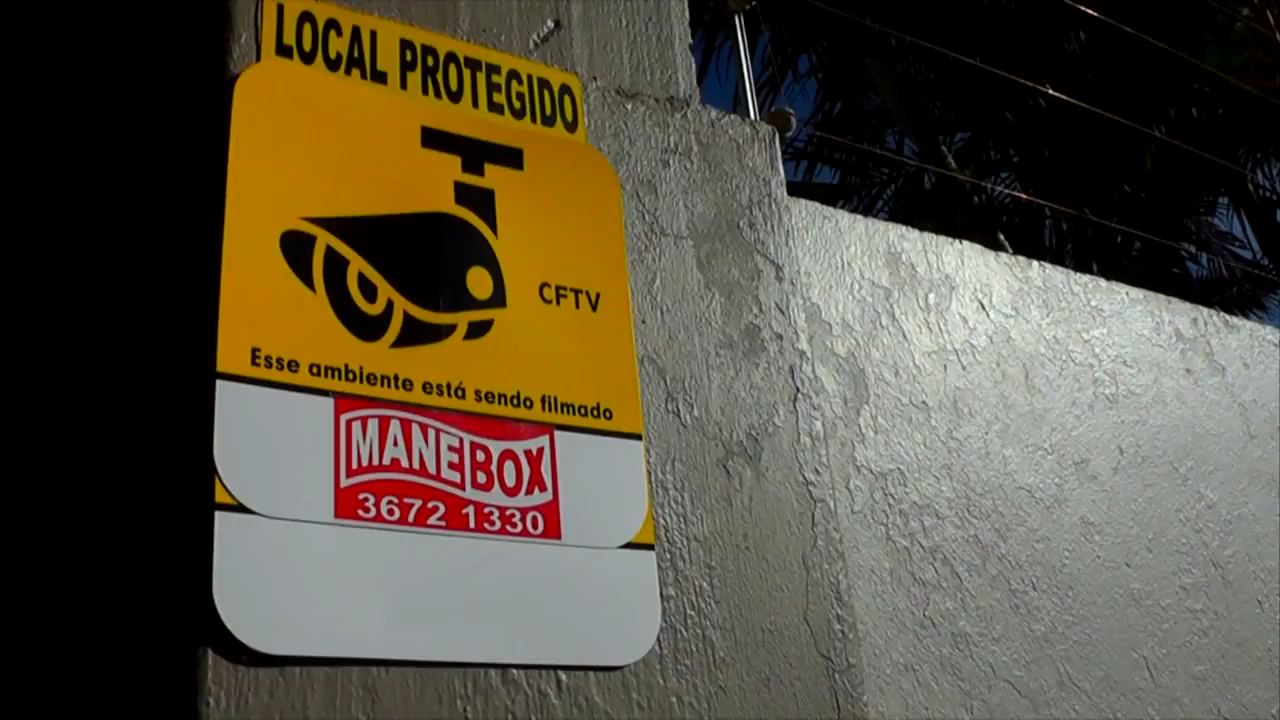 LOCAL PROTEGIDO
CFTV
Esse ambiente está sendo filmado
MANEBOX
3672 1330